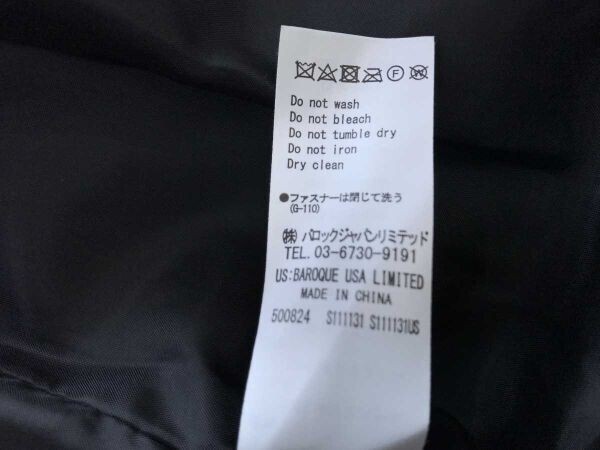 Ⓕ Ⓦ
Do not wash
Do not bleach
Do not tumble dry
Do not iron
Dry clean
●ファスナーは閉じて洗う
(G-110)
㈱バロックジャパンリミテッド
TEL. 03-6730-9191
US:BAROQUE USA LIMITED
MADE IN CHINA
500824 S111131 S111131US